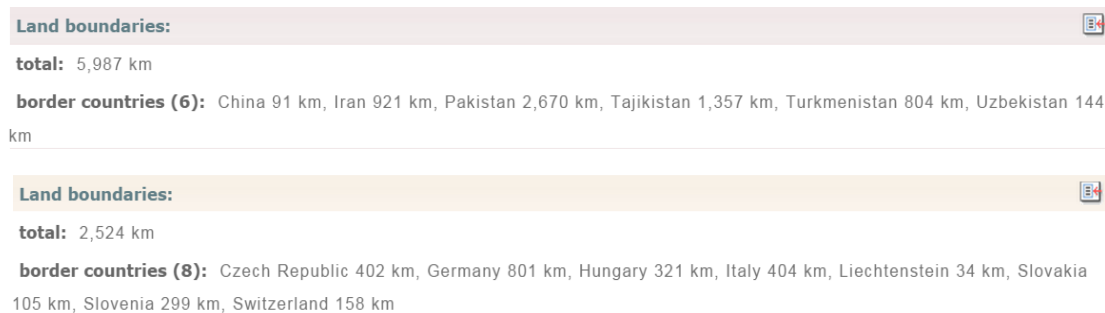 Land boundaries:
total: 5,987 km
border countries (6): China 91 km, Iran 921 km, Pakistan 2,670 km, Tajikistan 1,357 km, Turkmenistan 804 km, Uzbekistan 144
km
Land boundaries:
total: 2,524 km
border countries (8): Czech Republic 402 km, Germany 801 km, Hungary 321 km, Italy 404 km, Liechtenstein 34 km, Slovakia
105 km, Slovenia 299 km, Switzerland 158 km